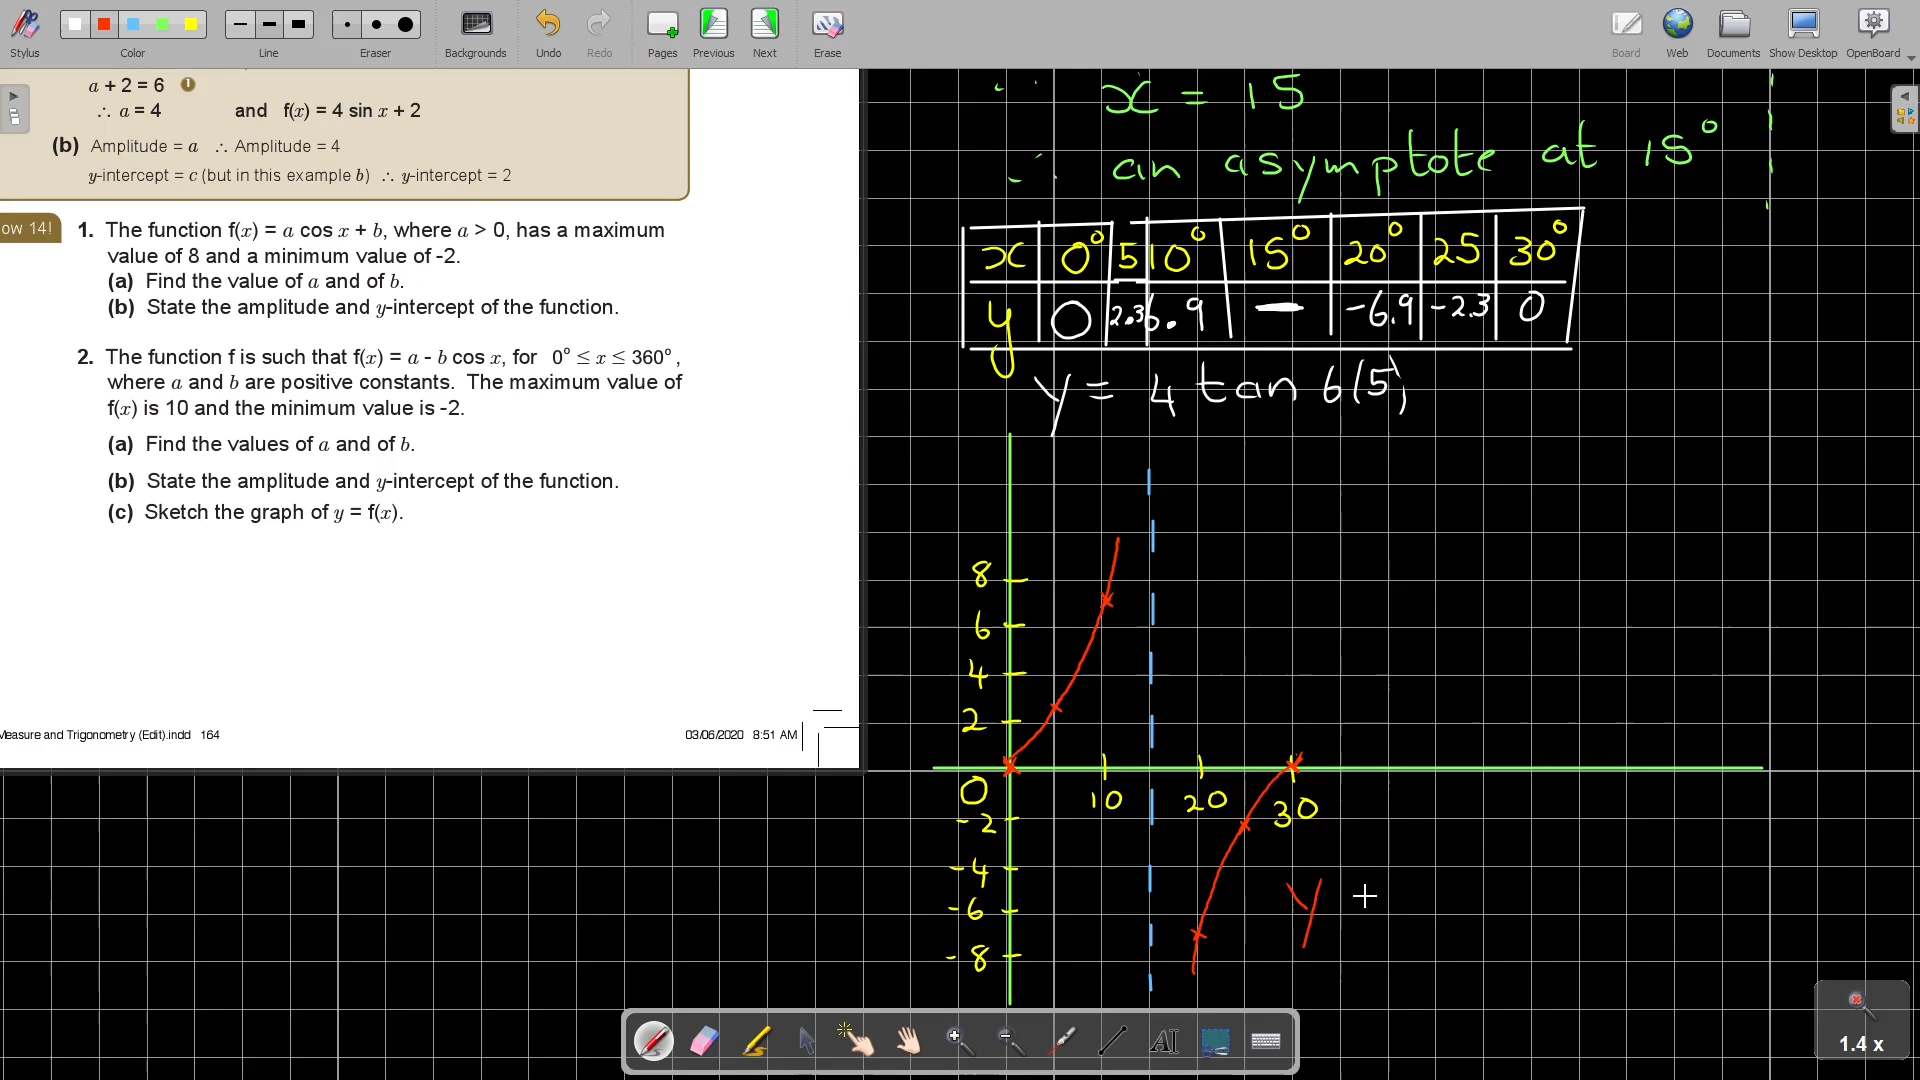 Stylus Color Line Eraser Backgrounds Undo Redo Pages Previous Next Erase Board Web Documents Show Desktop OpenBoard
a + 2 = 6
∴ a = 4 and f(x) = 4 sin x + 2
(b) Amplitude = a ∴ Amplitude = 4
y-intercept = c (but in this example b) ∴ y-intercept = 2
ow 14!
1. The function f(x) = a cos x + b, where a > 0, has a maximum
value of 8 and a minimum value of -2.
(a) Find the value of a and of b.
(b) State the amplitude and y-intercept of the function.
2. The function f is such that f(x) = a - b cos x, for 0° ≤ x ≤ 360°,
where a and b are positive constants. The maximum value of
f(x) is 10 and the minimum value is -2.
(a) Find the values of a and of b.
(b) State the amplitude and y-intercept of the function.
(c) Sketch the graph of y = f(x).
Measure and Trigonometry (Edit).indd 164
03/06/2020 8:51 AM
x = 15
∴ an asymptote at 15°
x 0° 5 10° 15° 20° 25 30°
y 0 2.3 6.9 – -6.9 -2.3 0
y = 4 tan 6(5)
8
6
4
2
0 10 20 30
-2
-4
-6
-8
y
1.4 x